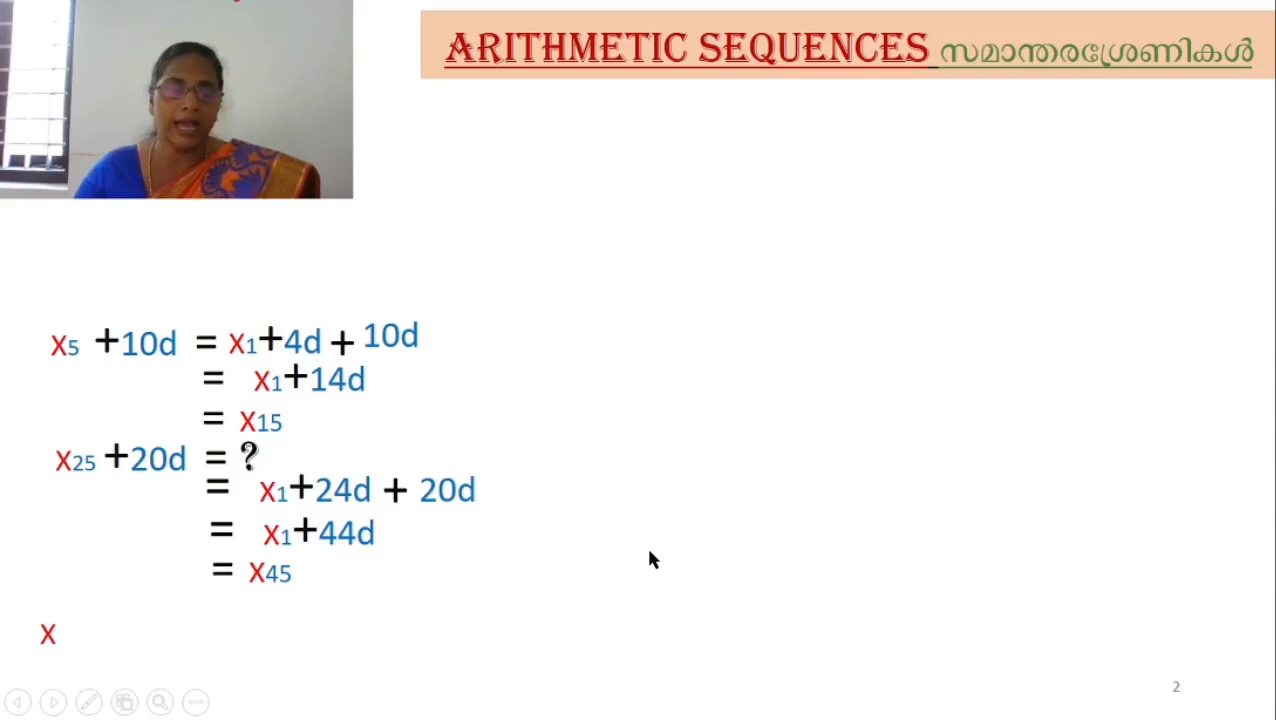 ARITHMETIC SEQUENCES സമാന്തരശ്രേണികൾ
x5 +10d = x1+4d + 10d
= x1+14d
= x15
x25 +20d = ?
= x1+24d + 20d
= x1+44d
= x45
x
2